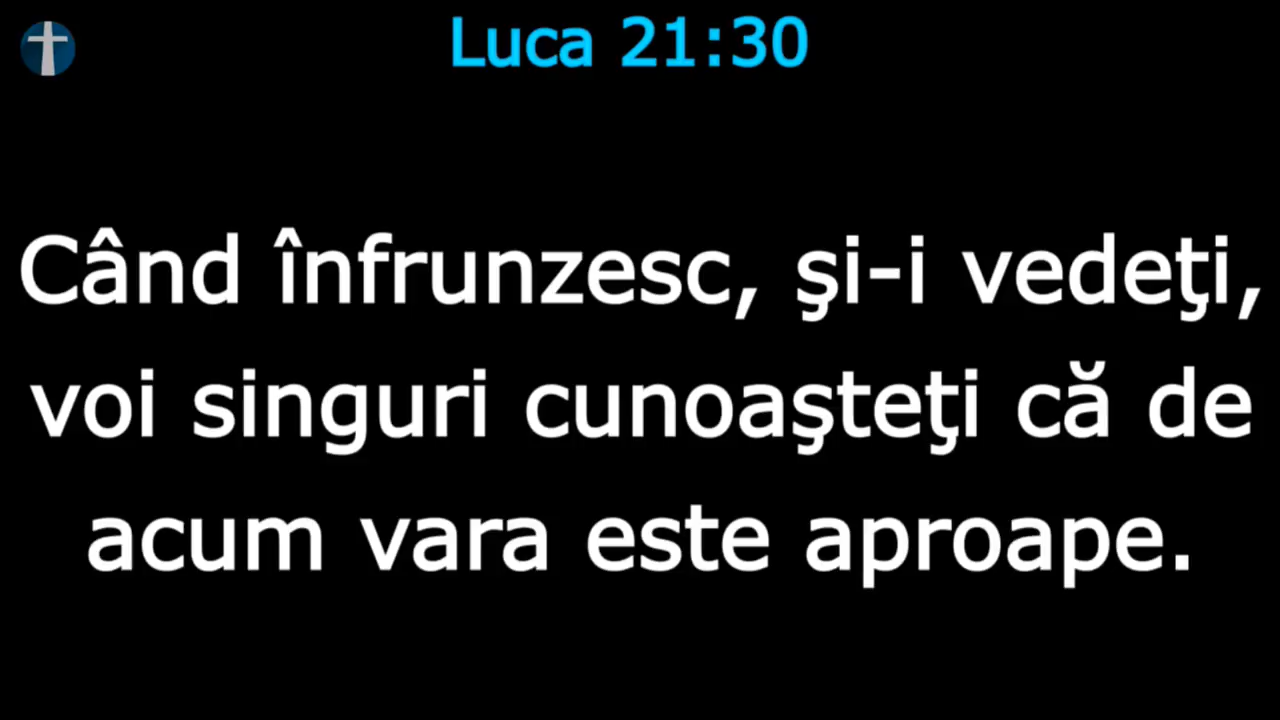 Luca 21:30
Când înfrunzesc, şi-i vedeţi,
voi singuri cunoaşteţi că de
acum vara este aproape.